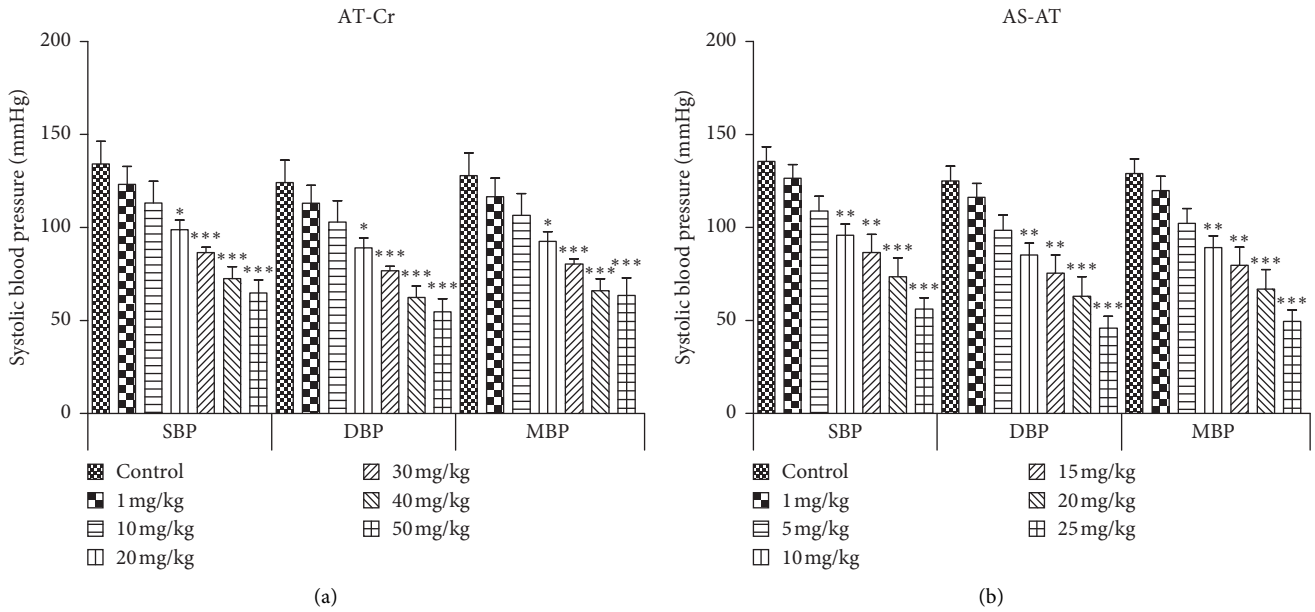 AT-Cr
Systolic blood pressure (mmHg)
200
150
100
50
0
*
***
***
***
*
***
***
***
*
***
***
***
SBP DBP MBP
Control
1 mg/kg
10 mg/kg
20 mg/kg
30 mg/kg
40 mg/kg
50 mg/kg
(a)
AS-AT
Systolic blood pressure (mmHg)
200
150
100
50
0
**
**
***
***
**
**
***
***
**
**
***
***
SBP DBP MBP
Control
1 mg/kg
5 mg/kg
10 mg/kg
15 mg/kg
20 mg/kg
25 mg/kg
(b)